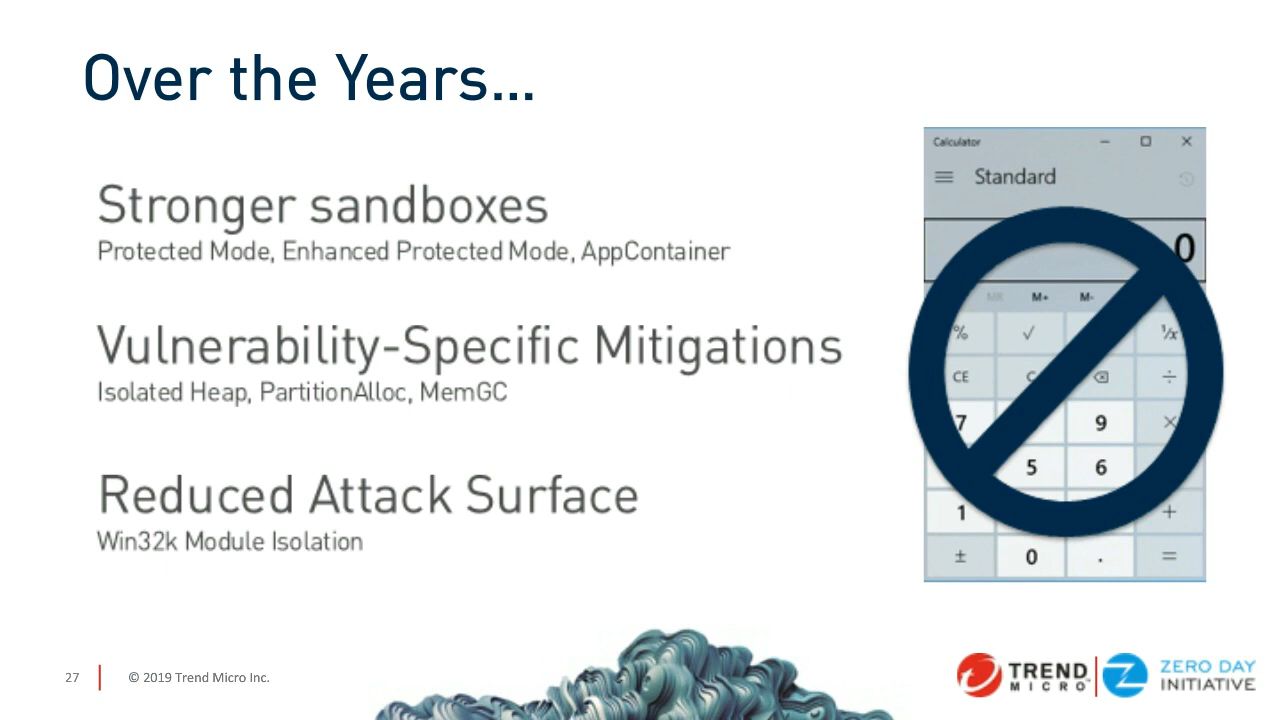 Over the Years...
Stronger sandboxes
Protected Mode, Enhanced Protected Mode, AppContainer
Vulnerability-Specific Mitigations
Isolated Heap, PartitionAlloc, MemGC
Reduced Attack Surface
Win32k Module Isolation
Calculator
Standard
0
MR M+ M-
% √ ¹/x
CE C ÷
7 9 ×
5 6
1 +
± 0 . =
27
© 2019 Trend Micro Inc.
TREND
MICRO™
ZERO DAY
INITIATIVE